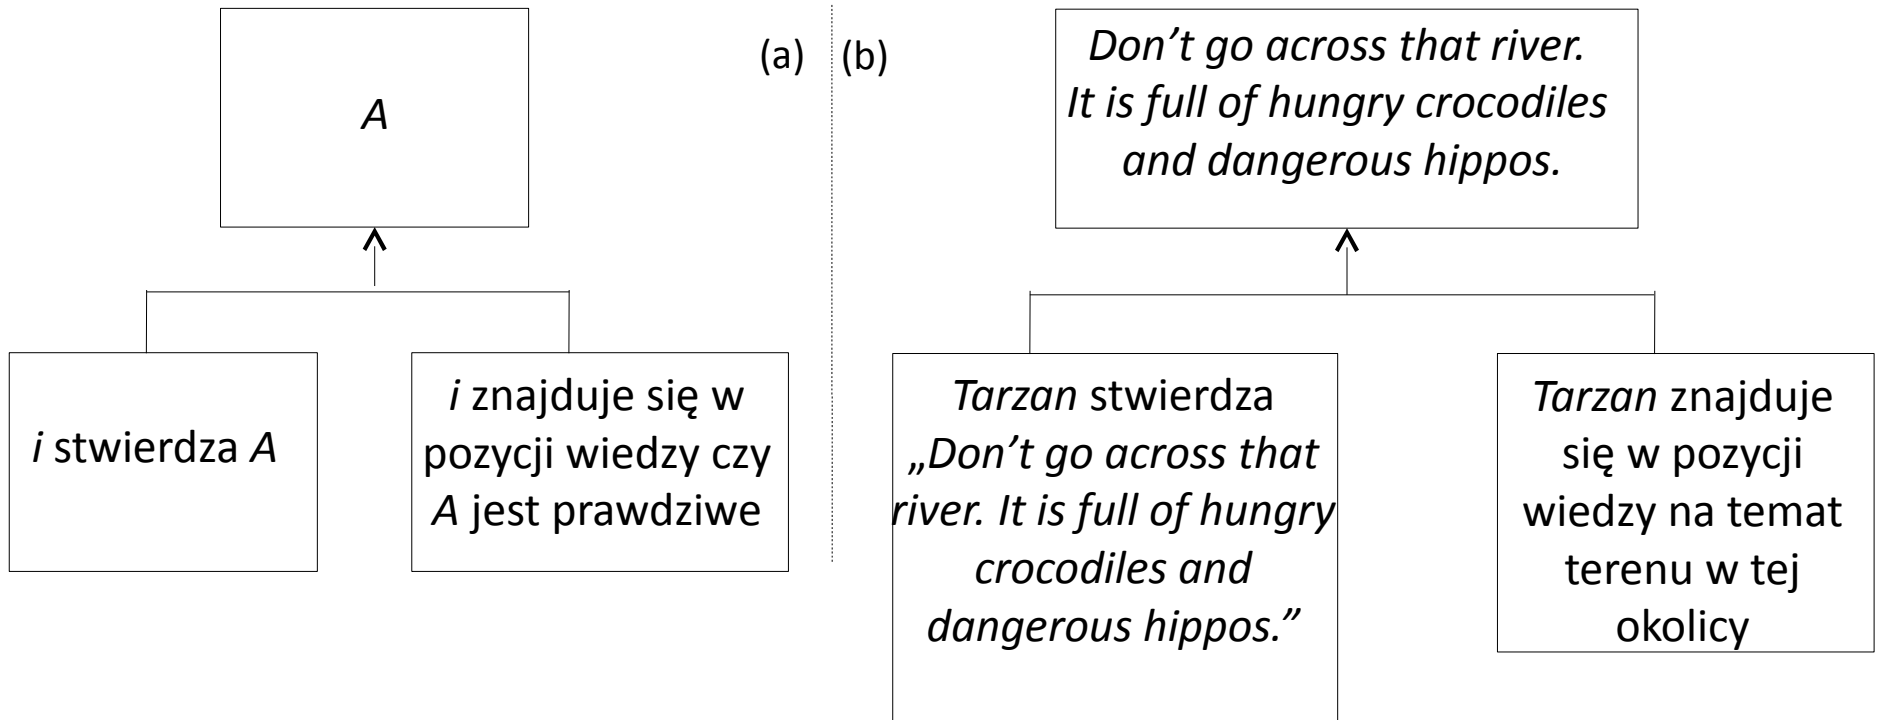 (a)
A
i stwierdza A
i znajduje się w
pozycji wiedzy czy
A jest prawdziwe
(b)
Don’t go across that river.
It is full of hungry crocodiles
and dangerous hippos.
Tarzan stwierdza
„Don’t go across that
river. It is full of hungry
crocodiles and
dangerous hippos.”
Tarzan znajduje
się w pozycji
wiedzy na temat
terenu w tej
okolicy